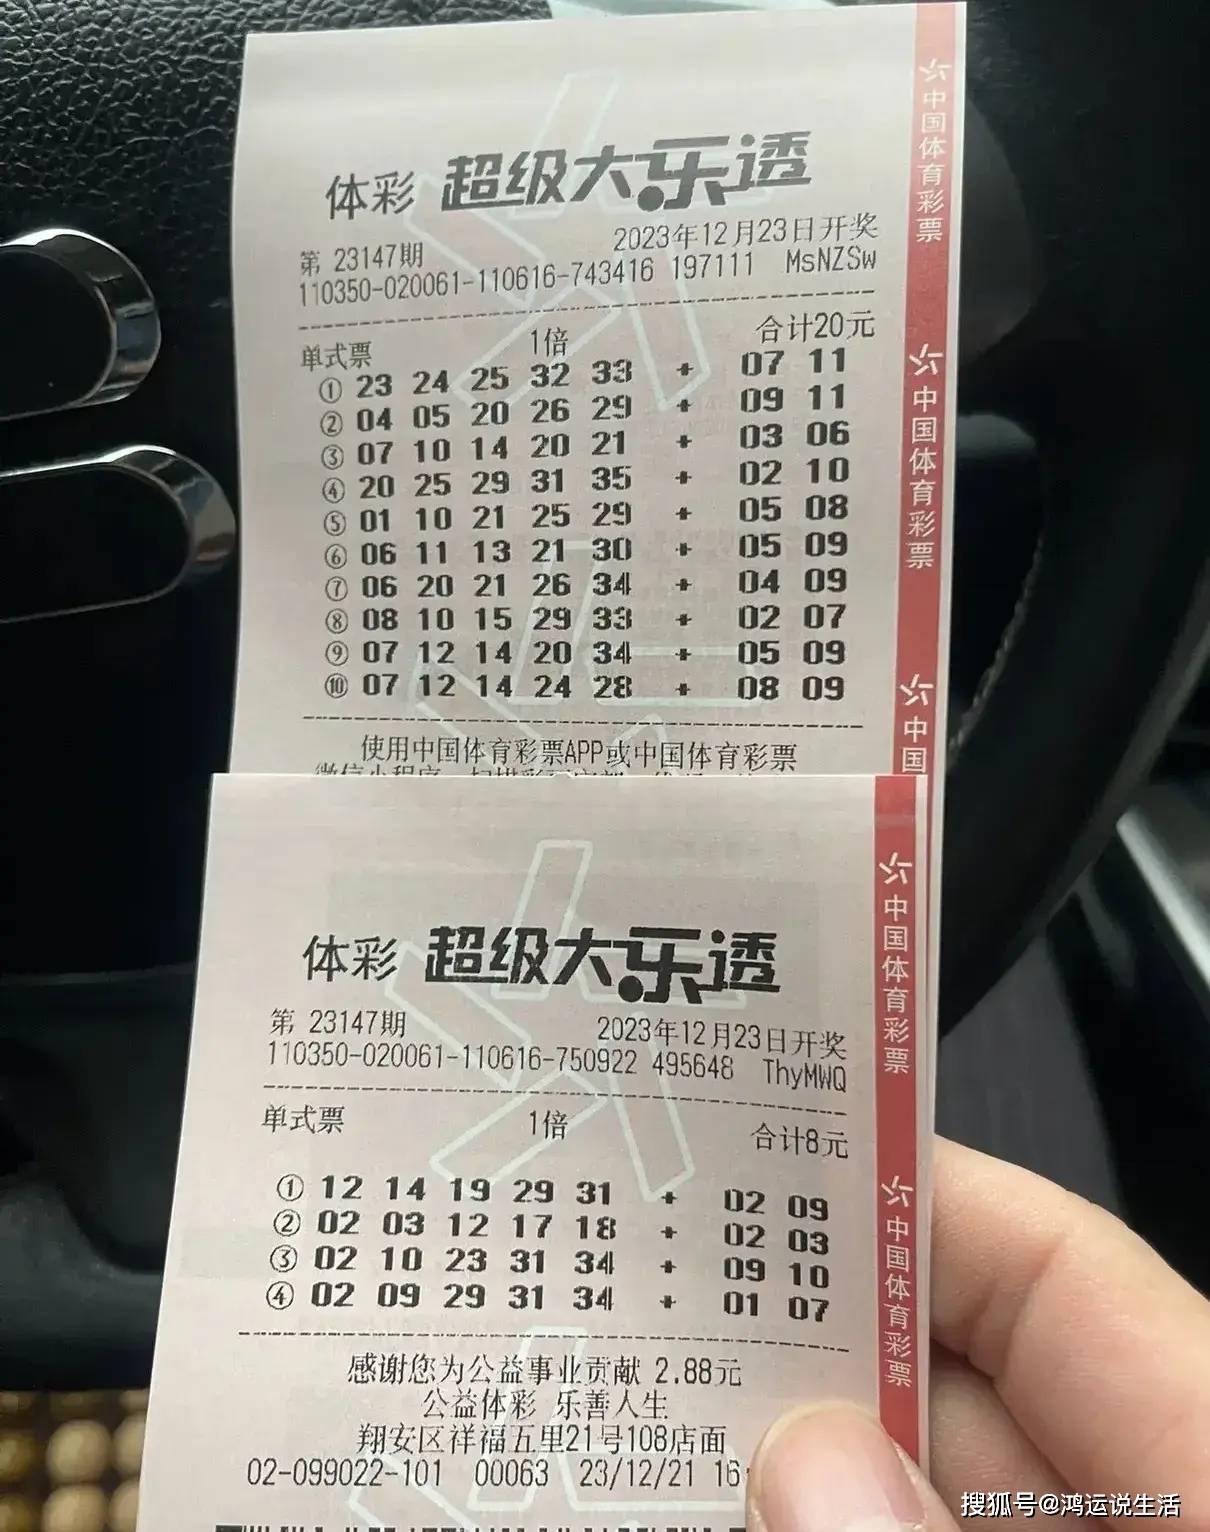 体彩 超级大乐透
第 23147期 2023年12月23日开奖
110350-020061-110616-743416 197111 MsNZSw
单式票 1倍 合计20元
① 23 24 25 32 33 + 07 11
② 04 05 20 26 29 + 09 11
③ 07 10 14 20 21 + 03 06
④ 20 25 29 31 35 + 02 10
⑤ 01 10 21 25 29 + 05 08
⑥ 06 11 13 21 30 + 05 09
⑦ 06 20 21 26 34 + 04 09
⑧ 08 10 15 29 33 + 02 07
⑨ 07 12 14 20 34 + 05 09
⑩ 07 12 14 24 28 + 08 09
使用中国体育彩票APP或中国体育彩票
中国体育彩票
中国体育彩票
中国
体彩 超级大乐透
第 23147期 2023年12月23日开奖
110350-020061-110616-750922 495648 ThyMWQ
单式票 1倍 合计8元
① 12 14 19 29 31 + 02 09
② 02 03 12 17 18 + 02 03
③ 02 10 23 31 34 + 09 10
④ 02 09 29 31 34 + 01 07
感谢您为公益事业贡献 2.88元
公益体彩 乐善人生
翔安区祥福五里21号108店面
02-099022-101 00063 23/12/21 16
中国体育彩票
中国体育彩票
搜狐号@鸿运说生活